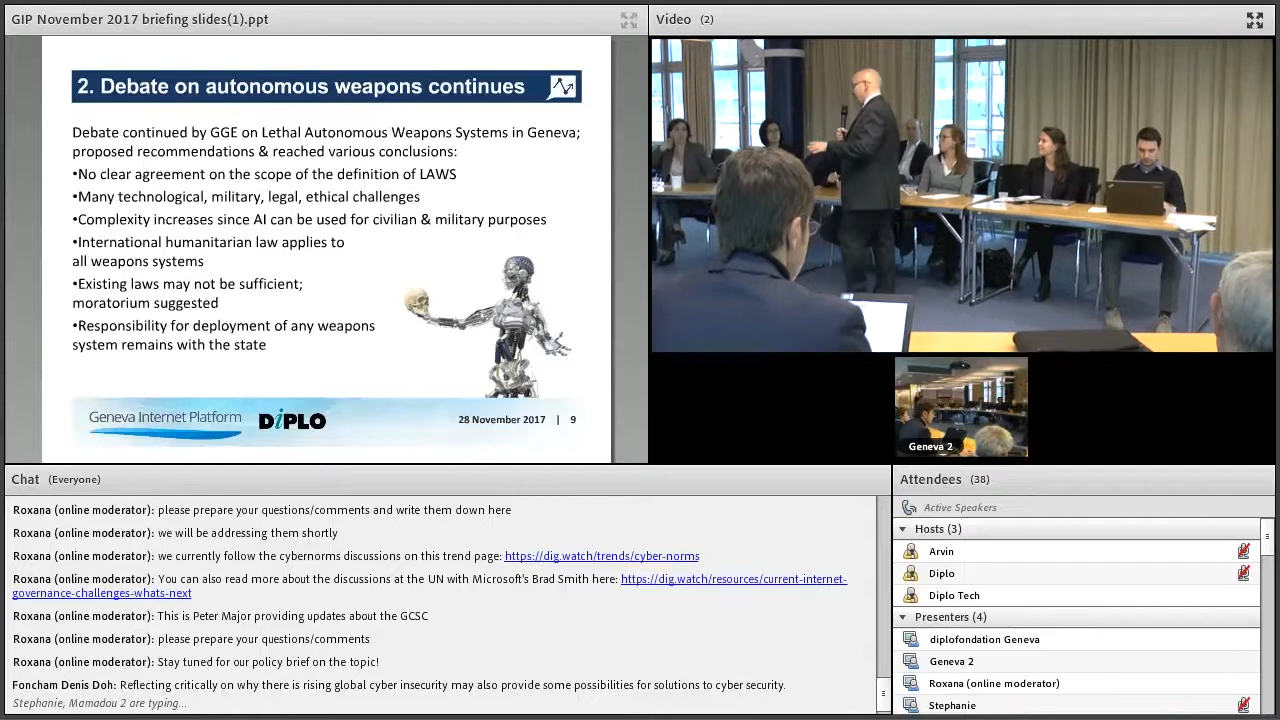 GIP November 2017 briefing slides(1).ppt
2. Debate on autonomous weapons continues
Debate continued by GGE on Lethal Autonomous Weapons Systems in Geneva;
proposed recommendations & reached various conclusions:
•No clear agreement on the scope of the definition of LAWS
•Many technological, military, legal, ethical challenges
•Complexity increases since AI can be used for civilian & military purposes
•International humanitarian law applies to
all weapons systems
•Existing laws may not be sufficient;
moratorium suggested
•Responsibility for deployment of any weapons
system remains with the state
Geneva Internet Platform
DiPLO
28 November 2017 | 9
Video (2)
Geneva 2
Chat (Everyone)
Roxana (online moderator): please prepare your questions/comments and write them down here
Roxana (online moderator): we will be addressing them shortly
Roxana (online moderator): we currently follow the cybernorms discussions on this trend page: https://dig.watch/trends/cyber-norms
Roxana (online moderator): You can also read more about the discussions at the UN with Microsoft's Brad Smith here: https://dig.watch/resources/current-internet-
governance-challenges-whats-next
Roxana (online moderator): This is Peter Major providing updates about the GCSC
Roxana (online moderator): please prepare your questions/comments
Roxana (online moderator): Stay tuned for our policy brief on the topic!
Foncham Denis Doh: Reflecting critically on why there is rising global cyber insecurity may also provide some possibilities for solutions to cyber security.
Stephanie, Mamadou 2 are typing..
Attendees (38)
Active Speakers
Hosts (3)
Arvin
Diplo
Diplo Tech
Presenters (4)
diplofondation Geneva
Geneva 2
Roxana (online moderator)
Stephanie